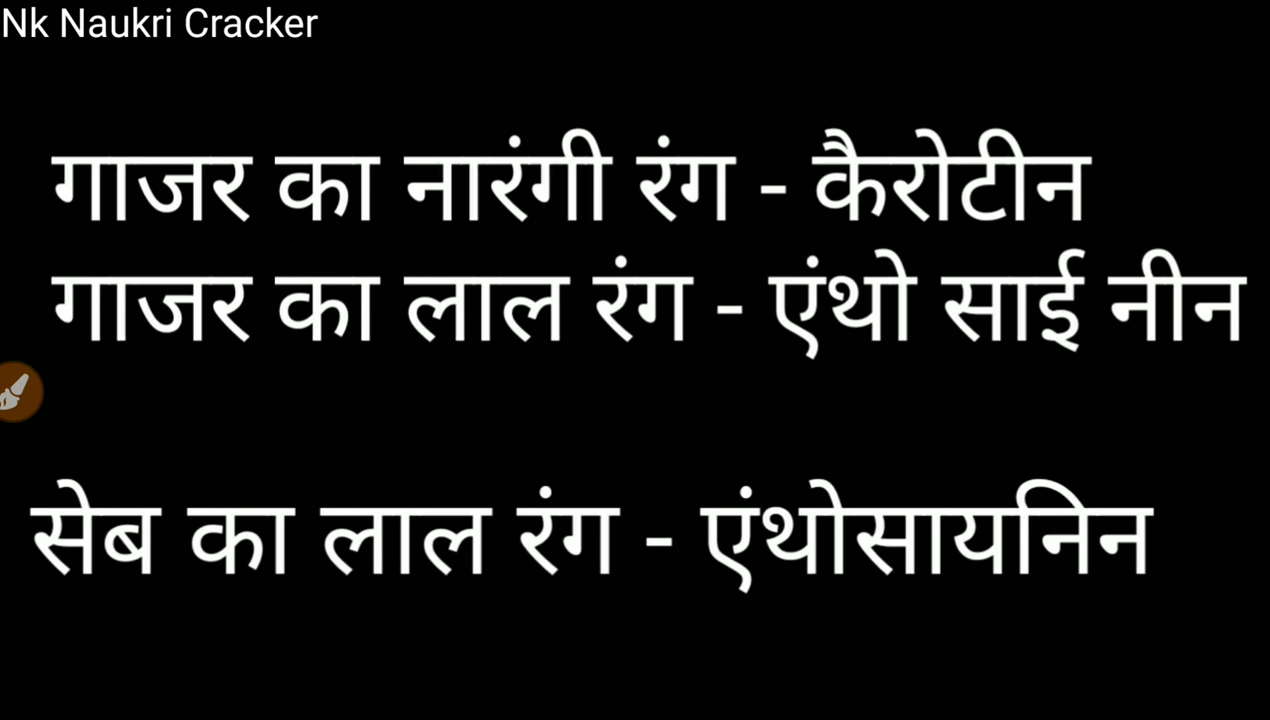 Nk Naukri Cracker
गाजर का नारंगी रंग - कैरोटीन
गाजर का लाल रंग - एंथो साई नीन
सेब का लाल रंग - एंथोसायनिन